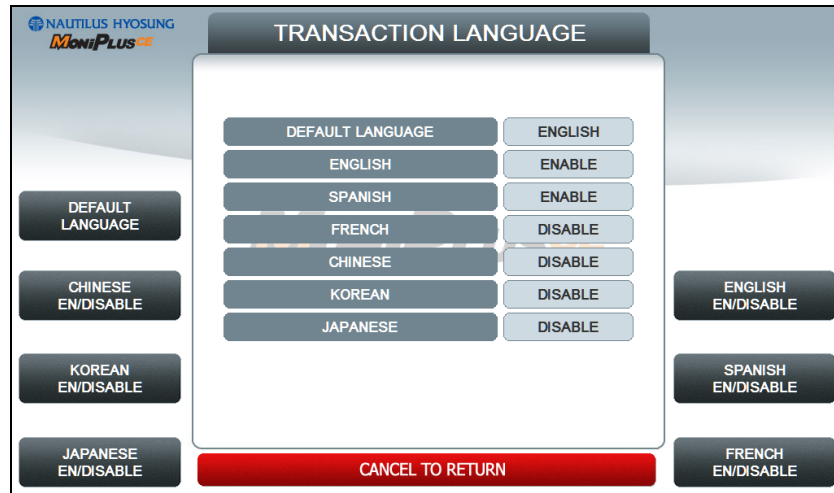 NAUTILUS HYOSUNG
MoniPlusCE
TRANSACTION LANGUAGE
DEFAULT LANGUAGE ENGLISH
ENGLISH ENABLE
SPANISH ENABLE
FRENCH DISABLE
CHINESE DISABLE
KOREAN DISABLE
JAPANESE DISABLE
DEFAULT
LANGUAGE
CHINESE
EN/DISABLE
KOREAN
EN/DISABLE
JAPANESE
EN/DISABLE
ENGLISH
EN/DISABLE
SPANISH
EN/DISABLE
FRENCH
EN/DISABLE
CANCEL TO RETURN